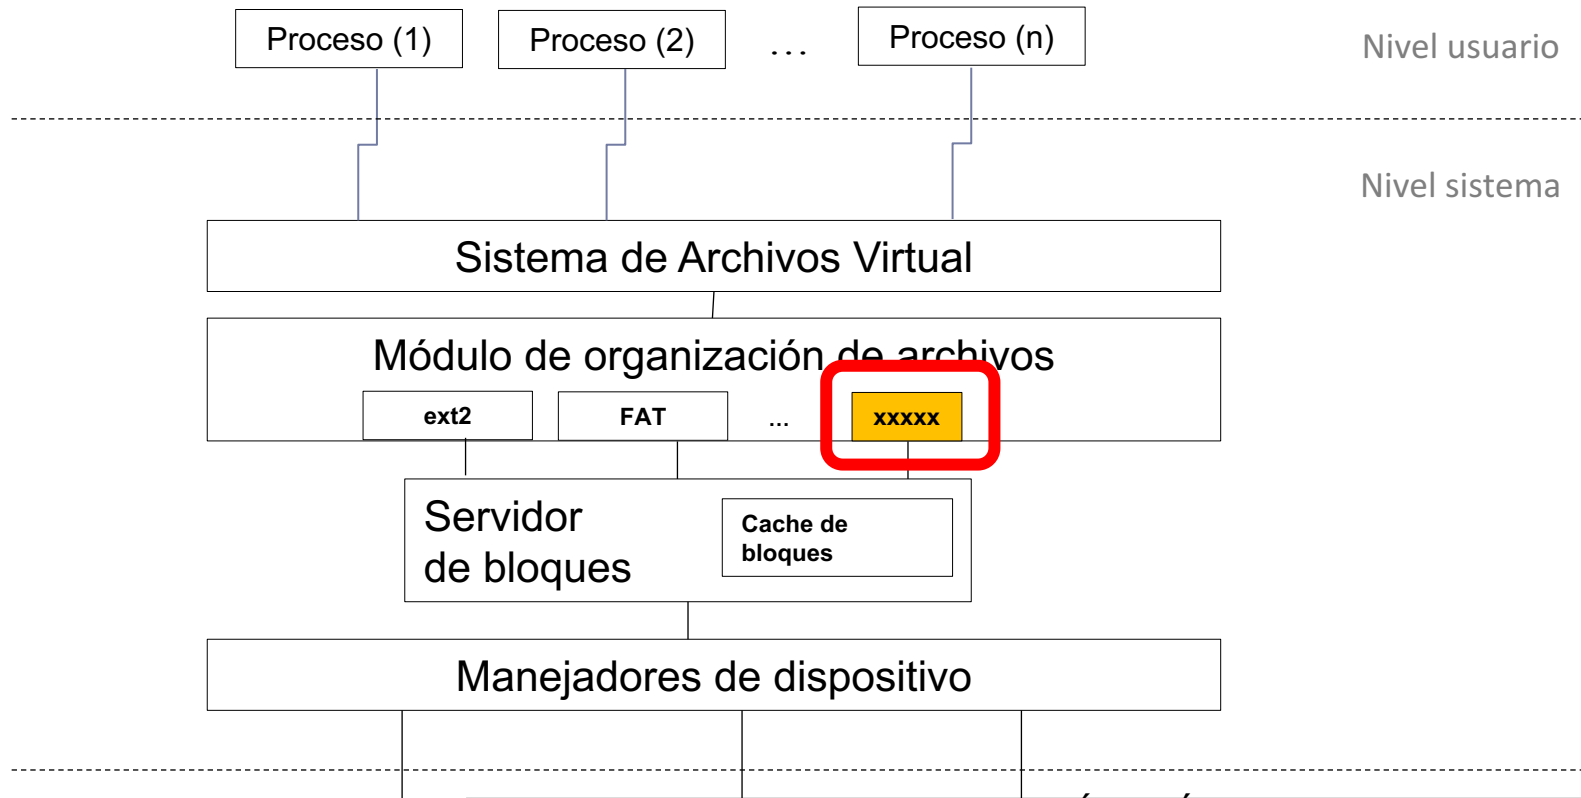 Proceso (1)
Proceso (2)
...
Proceso (n)
Nivel usuario
Nivel sistema
Sistema de Archivos Virtual
Módulo de organización de archivos
ext2
FAT
...
xxxxx
Servidor
de bloques
Cache de
bloques
Manejadores de dispositivo